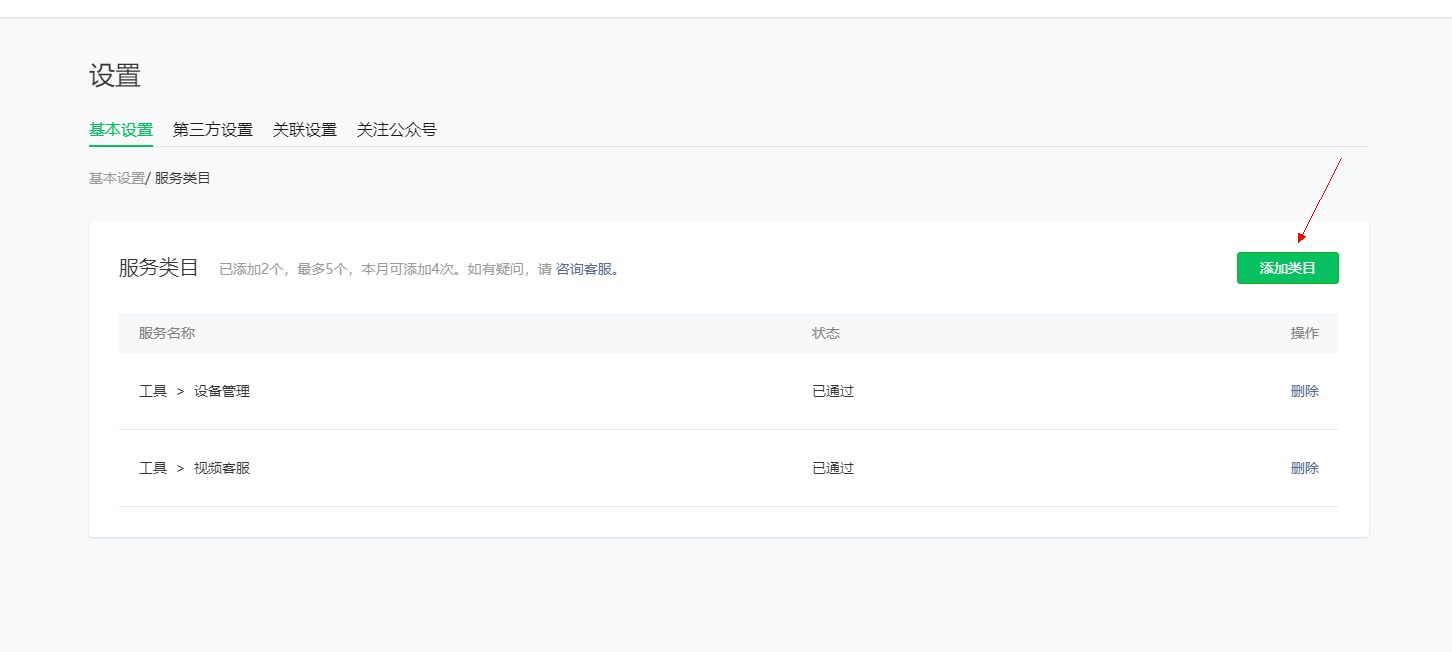 设置
基本设置 第三方设置 关联设置 关注公众号
基本设置/ 服务类目
服务类目 已添加2个，最多5个，本月可添加4次。如有疑问，请 咨询客服。 添加类目
服务名称 状态 操作
工具 > 设备管理 已通过 删除
工具 > 视频客服 已通过 删除